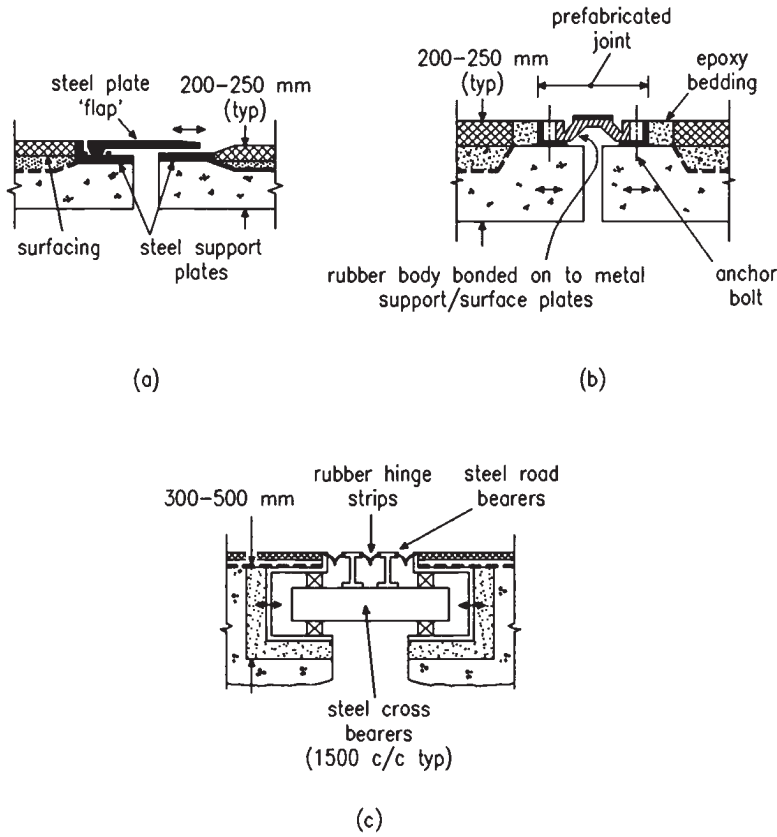 prefabricated
joint
steel plate
'flap'
200–250 mm
(typ)
200–250 mm
(typ)
epoxy
bedding
surfacing
steel support
plates
rubber body bonded on to metal
support/surface plates
anchor
bolt
(a)
(b)
300–500 mm
rubber hinge
strips
steel road
bearers
steel cross
bearers
(1500 c/c typ)
(c)